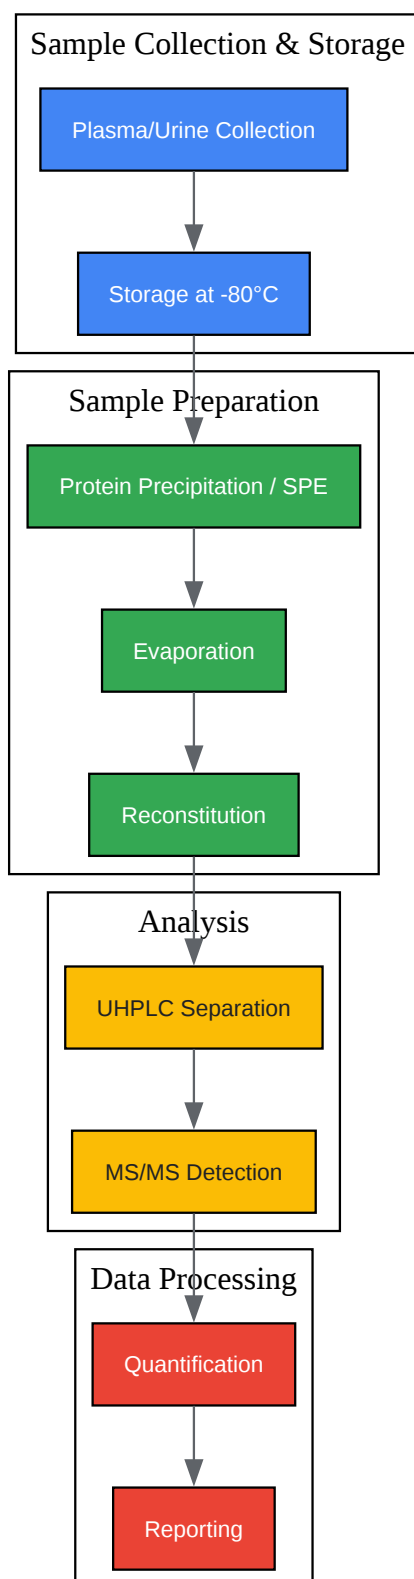 Sample Collection & Storage
Plasma/Urine Collection
Storage at -80°C
Sample Preparation
Protein Precipitation / SPE
Evaporation
Reconstitution
Analysis
UHPLC Separation
MS/MS Detection
Data Processing
Quantification
Reporting